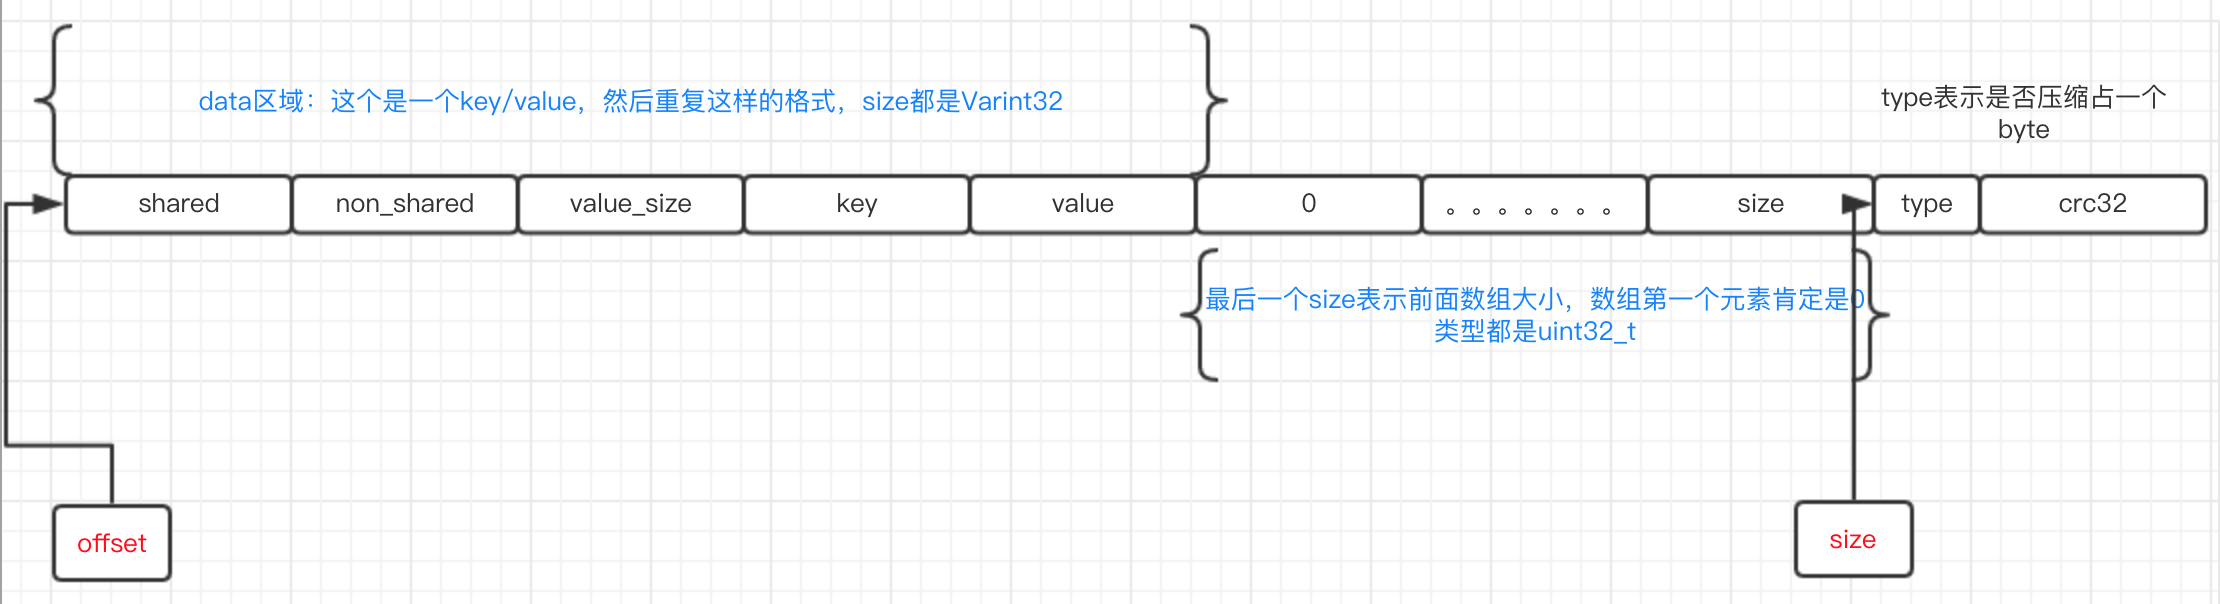 data区域：这个是一个key/value，然后重复这样的格式，size都是Varint32
type表示是否压缩占一个
byte
shared
non_shared
value_size
key
value
0
。。。。。。。
size
type
crc32
最后一个size表示前面数组大小，数组第一个元素肯定是0
类型都是uint32_t
offset
size